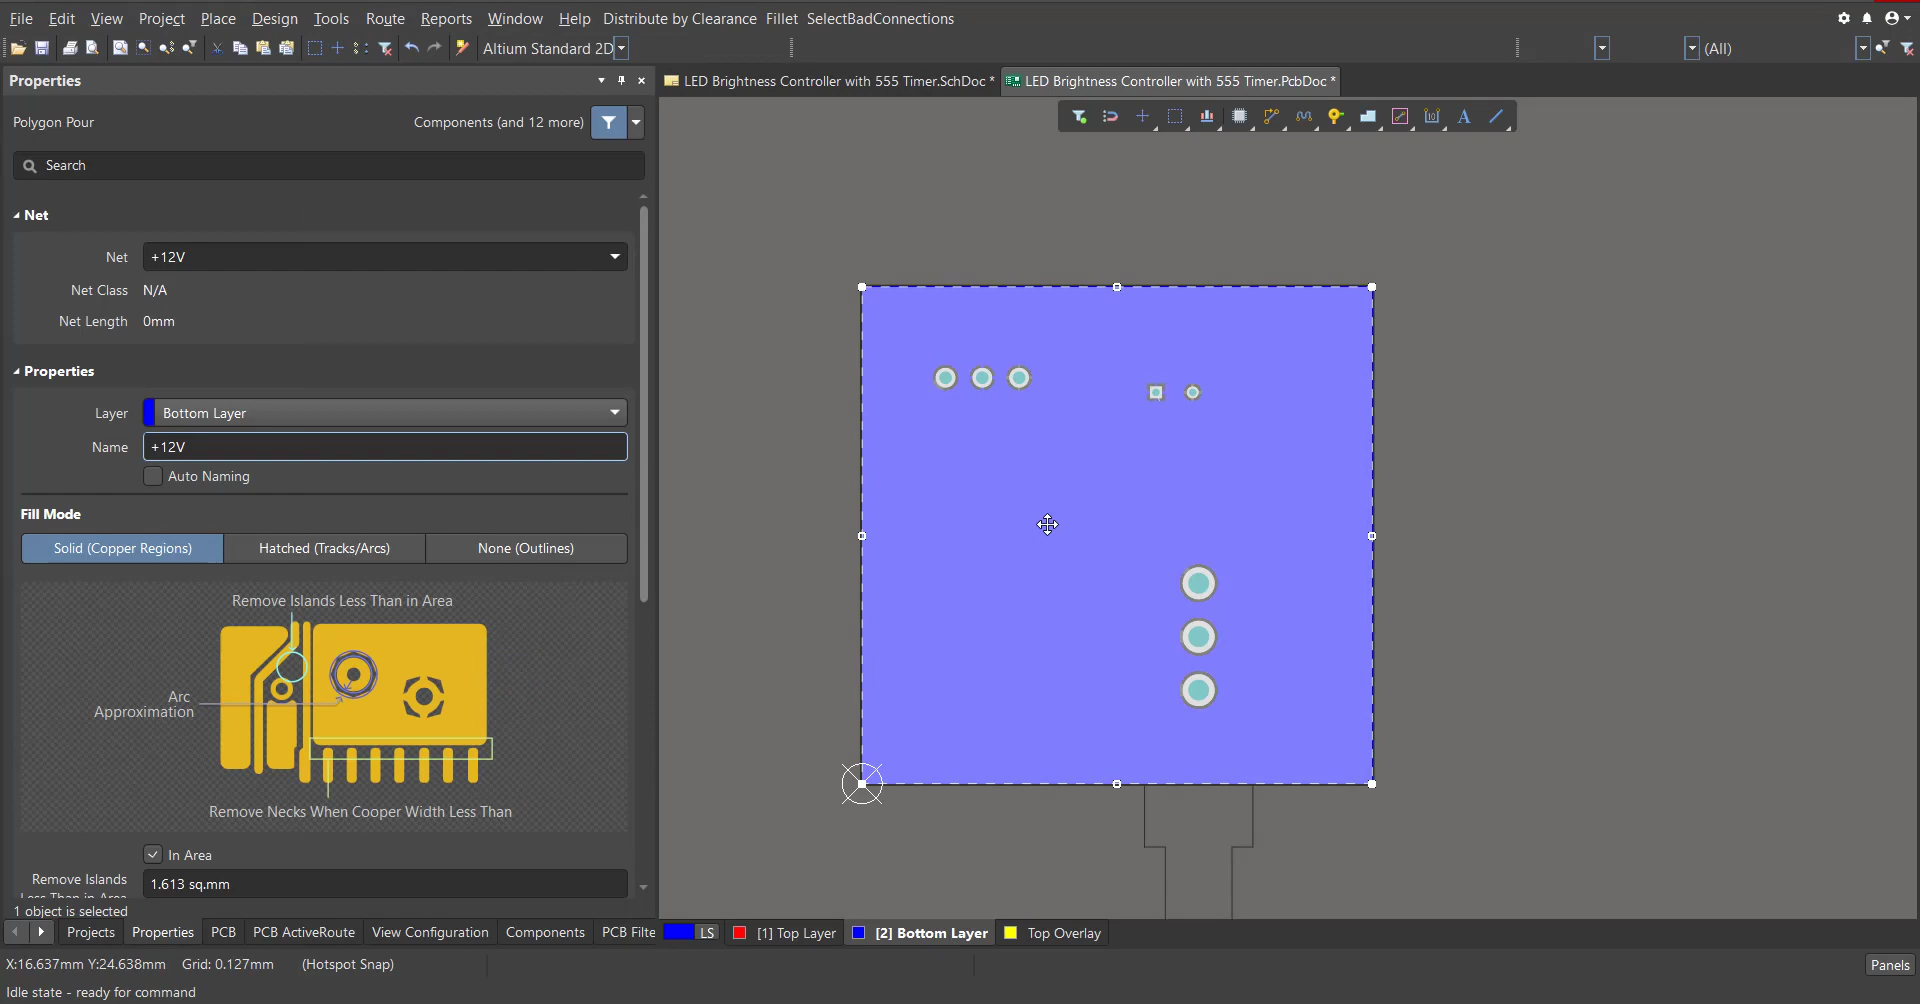 File Edit View Project Place Design Tools Route Reports Window Help Distribute by Clearance Fillet SelectBadConnections
Altium Standard 2D
(All)
Properties
LED Brightness Controller with 555 Timer.SchDoc *
LED Brightness Controller with 555 Timer.PcbDoc *
Polygon Pour
Components (and 12 more)
Search
Net
Net +12V
Net Class N/A
Net Length 0mm
Properties
Layer Bottom Layer
Name +12V
Auto Naming
Fill Mode
Solid (Copper Regions) Hatched (Tracks/Arcs) None (Outlines)
Remove Islands Less Than in Area
Arc
Approximation
Remove Necks When Cooper Width Less Than
In Area
Remove Islands
Less Than in Area
1.613 sq.mm
1 object is selected
Projects Properties PCB PCB ActiveRoute View Configuration Components PCB Filte
LS [1] Top Layer [2] Bottom Layer Top Overlay
X:16.637mm Y:24.638mm Grid: 0.127mm (Hotspot Snap)
Panels
Idle state - ready for command